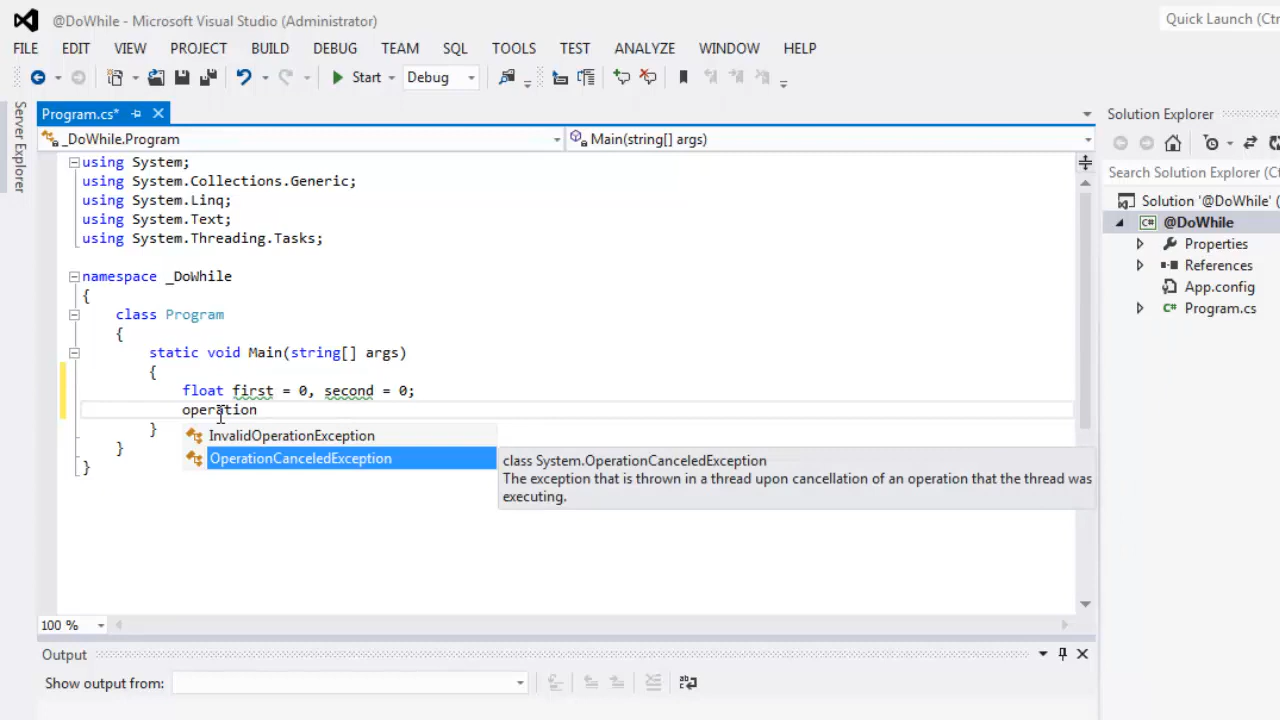 @DoWhile - Microsoft Visual Studio (Administrator)
Quick Launch (Ctr
FILE EDIT VIEW PROJECT BUILD DEBUG TEAM SQL TOOLS TEST ANALYZE WINDOW HELP
Start Debug
Server Explorer
Program.cs*
_DoWhile.Program
Main(string[] args)
using System;
using System.Collections.Generic;
using System.Linq;
using System.Text;
using System.Threading.Tasks;
namespace _DoWhile
{
class Program
{
static void Main(string[] args)
{
float first = 0, second = 0;
operation
}
}
}
InvalidOperationException
OperationCanceledException
class System.OperationCanceledException
The exception that is thrown in a thread upon cancellation of an operation that the thread was
executing.
100 %
Output
Show output from:
Solution Explorer
Search Solution Explorer (Ct
Solution '@DoWhile' (
C# @DoWhile
Properties
References
App.config
C# Program.cs